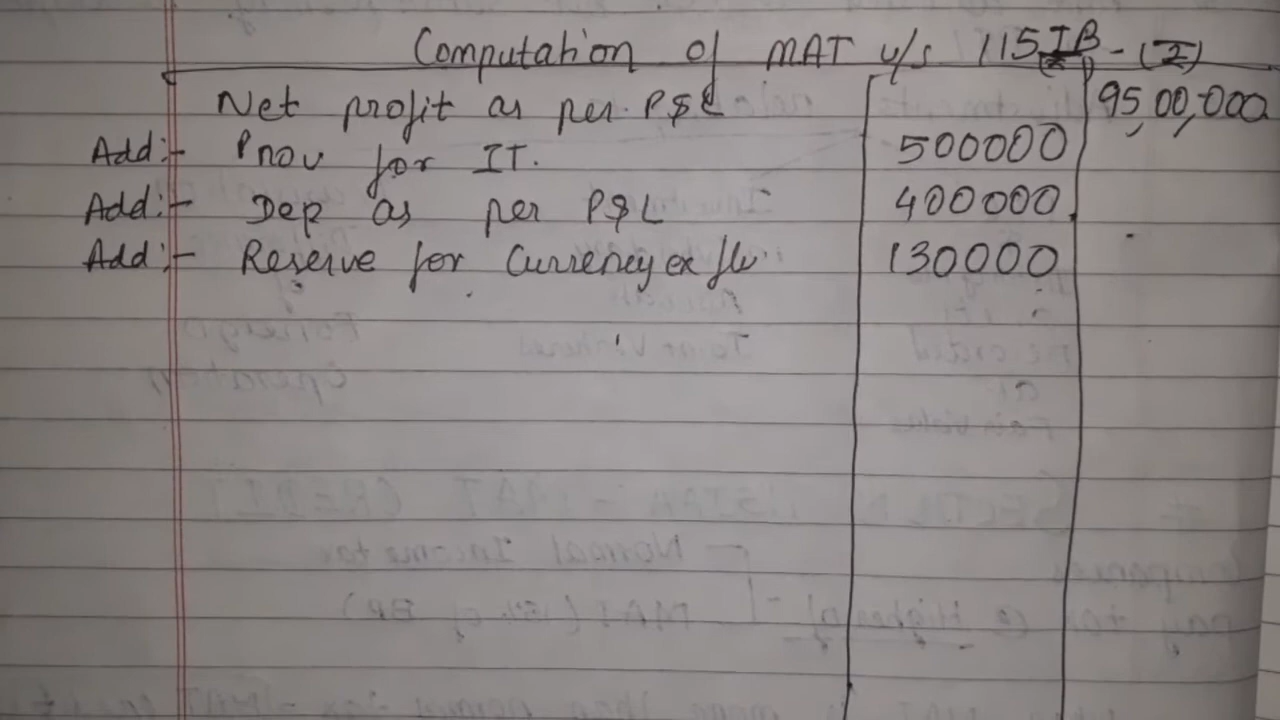 Computation of MAT u/s 115JB - (2)
Net profit as per P&L 95,00,000
Add:- Prov for IT. 500000
Add:- Dep as per P&L 400000
Add:- Reserve for Currency ex flu. 130000